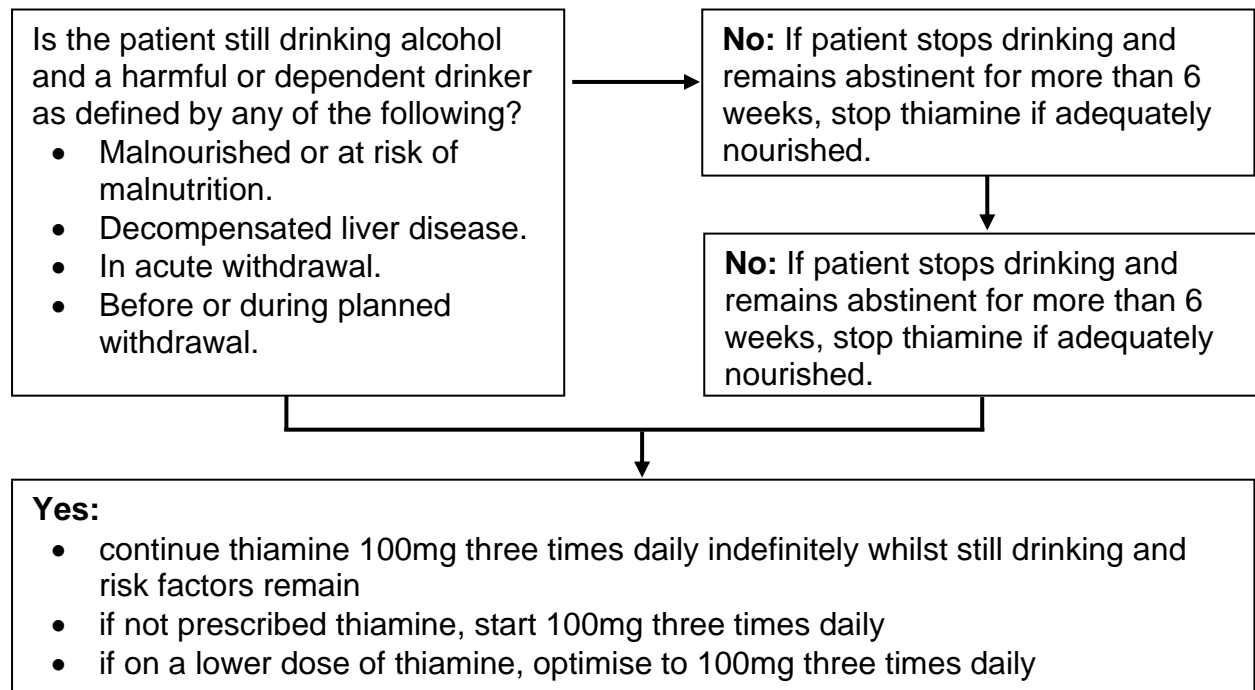 Is the patient still drinking alcohol
and a harmful or dependent drinker
as defined by any of the following?
• Malnourished or at risk of
malnutrition.
• Decompensated liver disease.
• In acute withdrawal.
• Before or during planned
withdrawal.
No: If patient stops drinking and
remains abstinent for more than 6
weeks, stop thiamine if adequately
nourished.
No: If patient stops drinking and
remains abstinent for more than 6
weeks, stop thiamine if adequately
nourished.
Yes:
• continue thiamine 100mg three times daily indefinitely whilst still drinking and
risk factors remain
• if not prescribed thiamine, start 100mg three times daily
• if on a lower dose of thiamine, optimise to 100mg three times daily